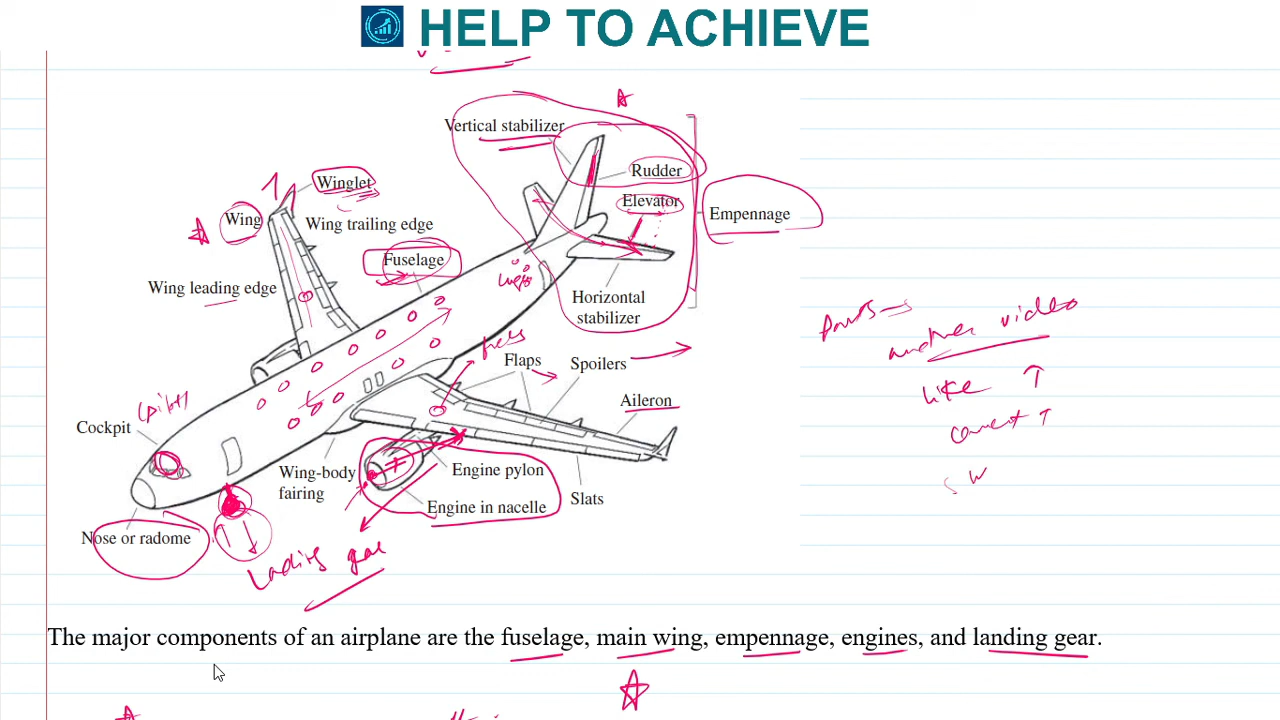 HELP TO ACHIEVE
Vertical stabilizer
Rudder
Winglet
Elevator
Wing
Empennage
Wing trailing edge
Fuselage
Wing leading edge
Horizontal
stabilizer
another video
Flaps
Spoilers
like
Aileron
Cockpit
Wing-body
fairing
Engine pylon
Engine in nacelle
Slats
Nose or radome
The major components of an airplane are the fuselage, main wing, empennage, engines, and landing gear.